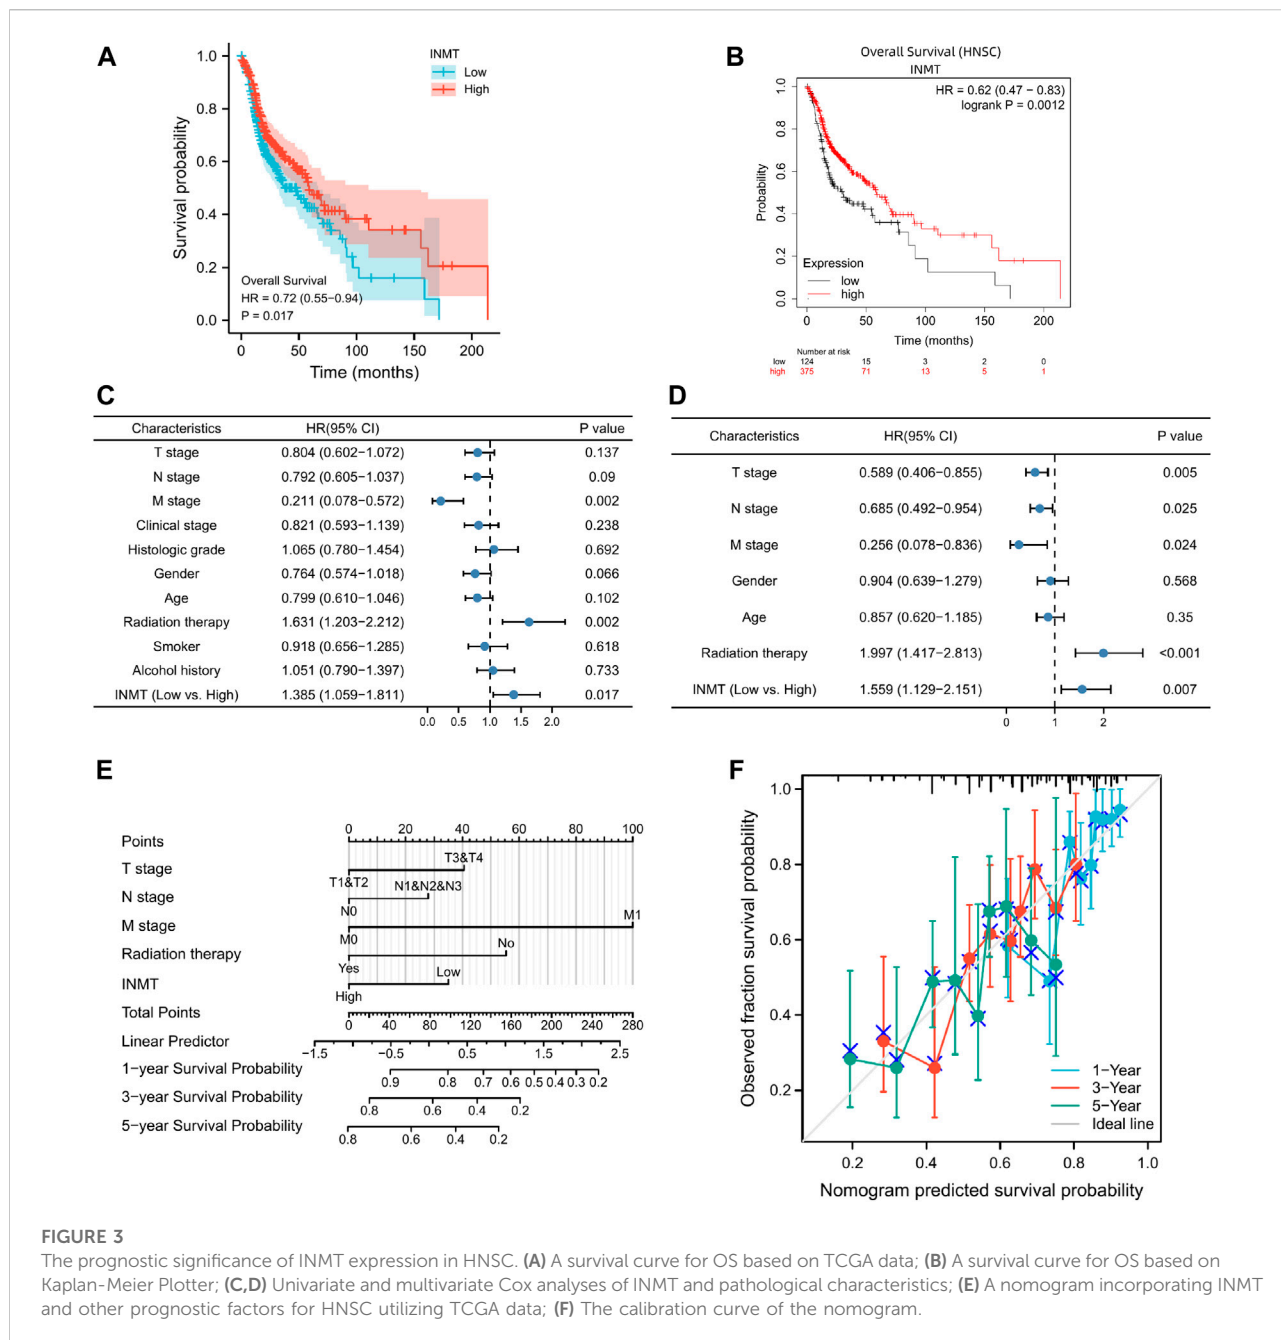 A
INMT
Low
High
Survival probability
1.0
0.8
0.6
0.4
0.2
0.0
Overall Survival
HR = 0.72 (0.55−0.94)
P = 0.017
0 50 100 150 200
Time (months)
B
Overall Survival (HNSC)
INMT
HR = 0.62 (0.47 − 0.83)
logrank P = 0.0012
Probability
1.0
0.8
0.6
0.4
0.2
0.0
Expression
low
high
0 50 100 150 200
Time (months)
Number at risk
low 124 15 3 2 0
high 375 71 13 5 1
C
Characteristics HR(95% CI) P value
T stage 0.804 (0.602−1.072) 0.137
N stage 0.792 (0.605−1.037) 0.09
M stage 0.211 (0.078−0.572) 0.002
Clinical stage 0.821 (0.593−1.139) 0.238
Histologic grade 1.065 (0.780−1.454) 0.692
Gender 0.764 (0.574−1.018) 0.066
Age 0.799 (0.610−1.046) 0.102
Radiation therapy 1.631 (1.203−2.212) 0.002
Smoker 0.918 (0.656−1.285) 0.618
Alcohol history 1.051 (0.790−1.397) 0.733
INMT (Low vs. High) 1.385 (1.059−1.811) 0.017
0.0 0.5 1.0 1.5 2.0
D
Characteristics HR(95% CI) P value
T stage 0.589 (0.406−0.855) 0.005
N stage 0.685 (0.492−0.954) 0.025
M stage 0.256 (0.078−0.836) 0.024
Gender 0.904 (0.639−1.279) 0.568
Age 0.857 (0.620−1.185) 0.35
Radiation therapy 1.997 (1.417−2.813) <0.001
INMT (Low vs. High) 1.559 (1.129−2.151) 0.007
0 1 2
E
0 20 40 60 80 100
Points
T3&T4
T stage
T1&T2 N1&N2&N3
N stage
N0 M1
M stage
M0 No
Radiation therapy
Yes Low
INMT
High
Total Points
0 40 80 120 160 200 240 280
Linear Predictor
−1.5 −0.5 0 0.5 1.5 2.5
1−year Survival Probability
0.9 0.8 0.7 0.6 0.5 0.4 0.3 0.2
3−year Survival Probability
0.8 0.6 0.4 0.2
5−year Survival Probability
0.8 0.6 0.4 0.2
F
Observed fraction survival probability
1.0
0.8
0.6
0.4
0.2
1−Year
3−Year
5−Year
Ideal line
0.2 0.4 0.6 0.8 1.0
Nomogram predicted survival probability
FIGURE 3
The prognostic significance of INMT expression in HNSC. (A) A survival curve for OS based on TCGA data; (B) A survival curve for OS based on
Kaplan-Meier Plotter; (C,D) Univariate and multivariate Cox analyses of INMT and pathological characteristics; (E) A nomogram incorporating INMT
and other prognostic factors for HNSC utilizing TCGA data; (F) The calibration curve of the nomogram.